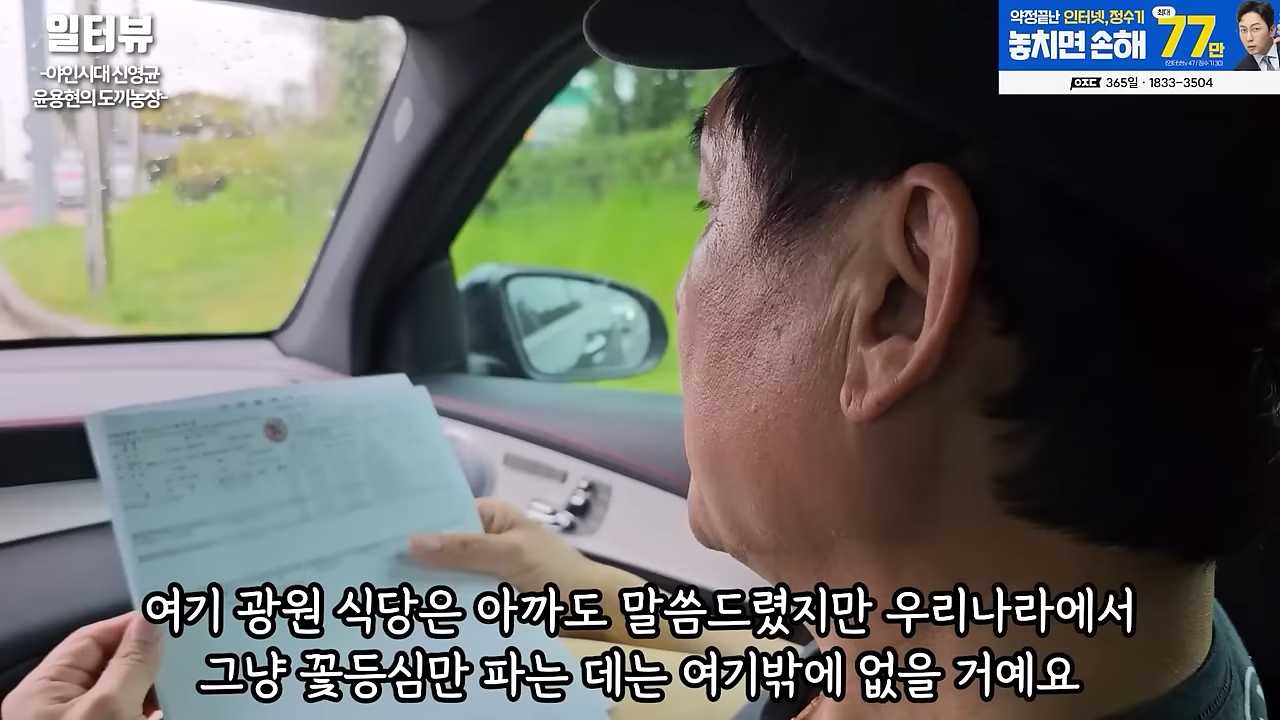 일터뷰
-야인시대 신영균
윤용현의 도끼농장-
약정끝난 인터넷, 정수기
놓치면 손해
최대
77만
365일 · 1833-3504
여기 광원 식당은 아까도 말씀드렸지만 우리나라에서
그냥 꽃등심만 파는 데는 여기밖에 없을 거예요